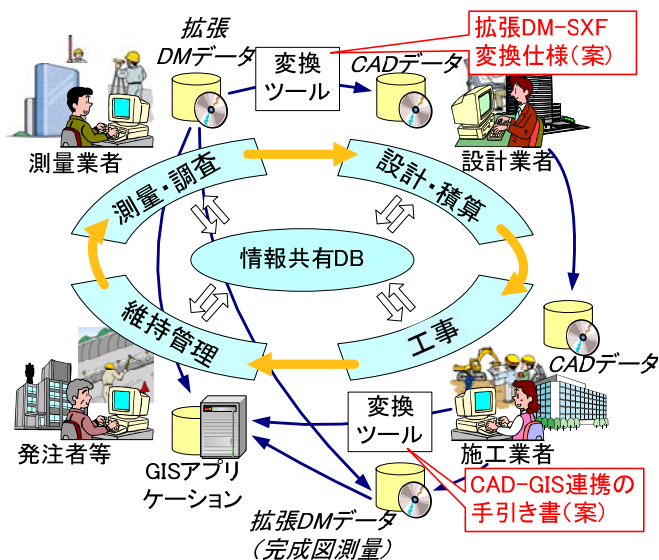 拡張
DMデータ
変換
ツール
CADデータ
拡張DM-SXF
変換仕様(案)
測量業者
設計業者
測量・調査
設計・積算
情報共有DB
維持管理
工事
CADデータ
発注者等
GISアプリ
ケーション
変換
ツール
施工業者
CAD-GIS連携の
手引き書(案)
拡張DMデータ
(完成図測量)